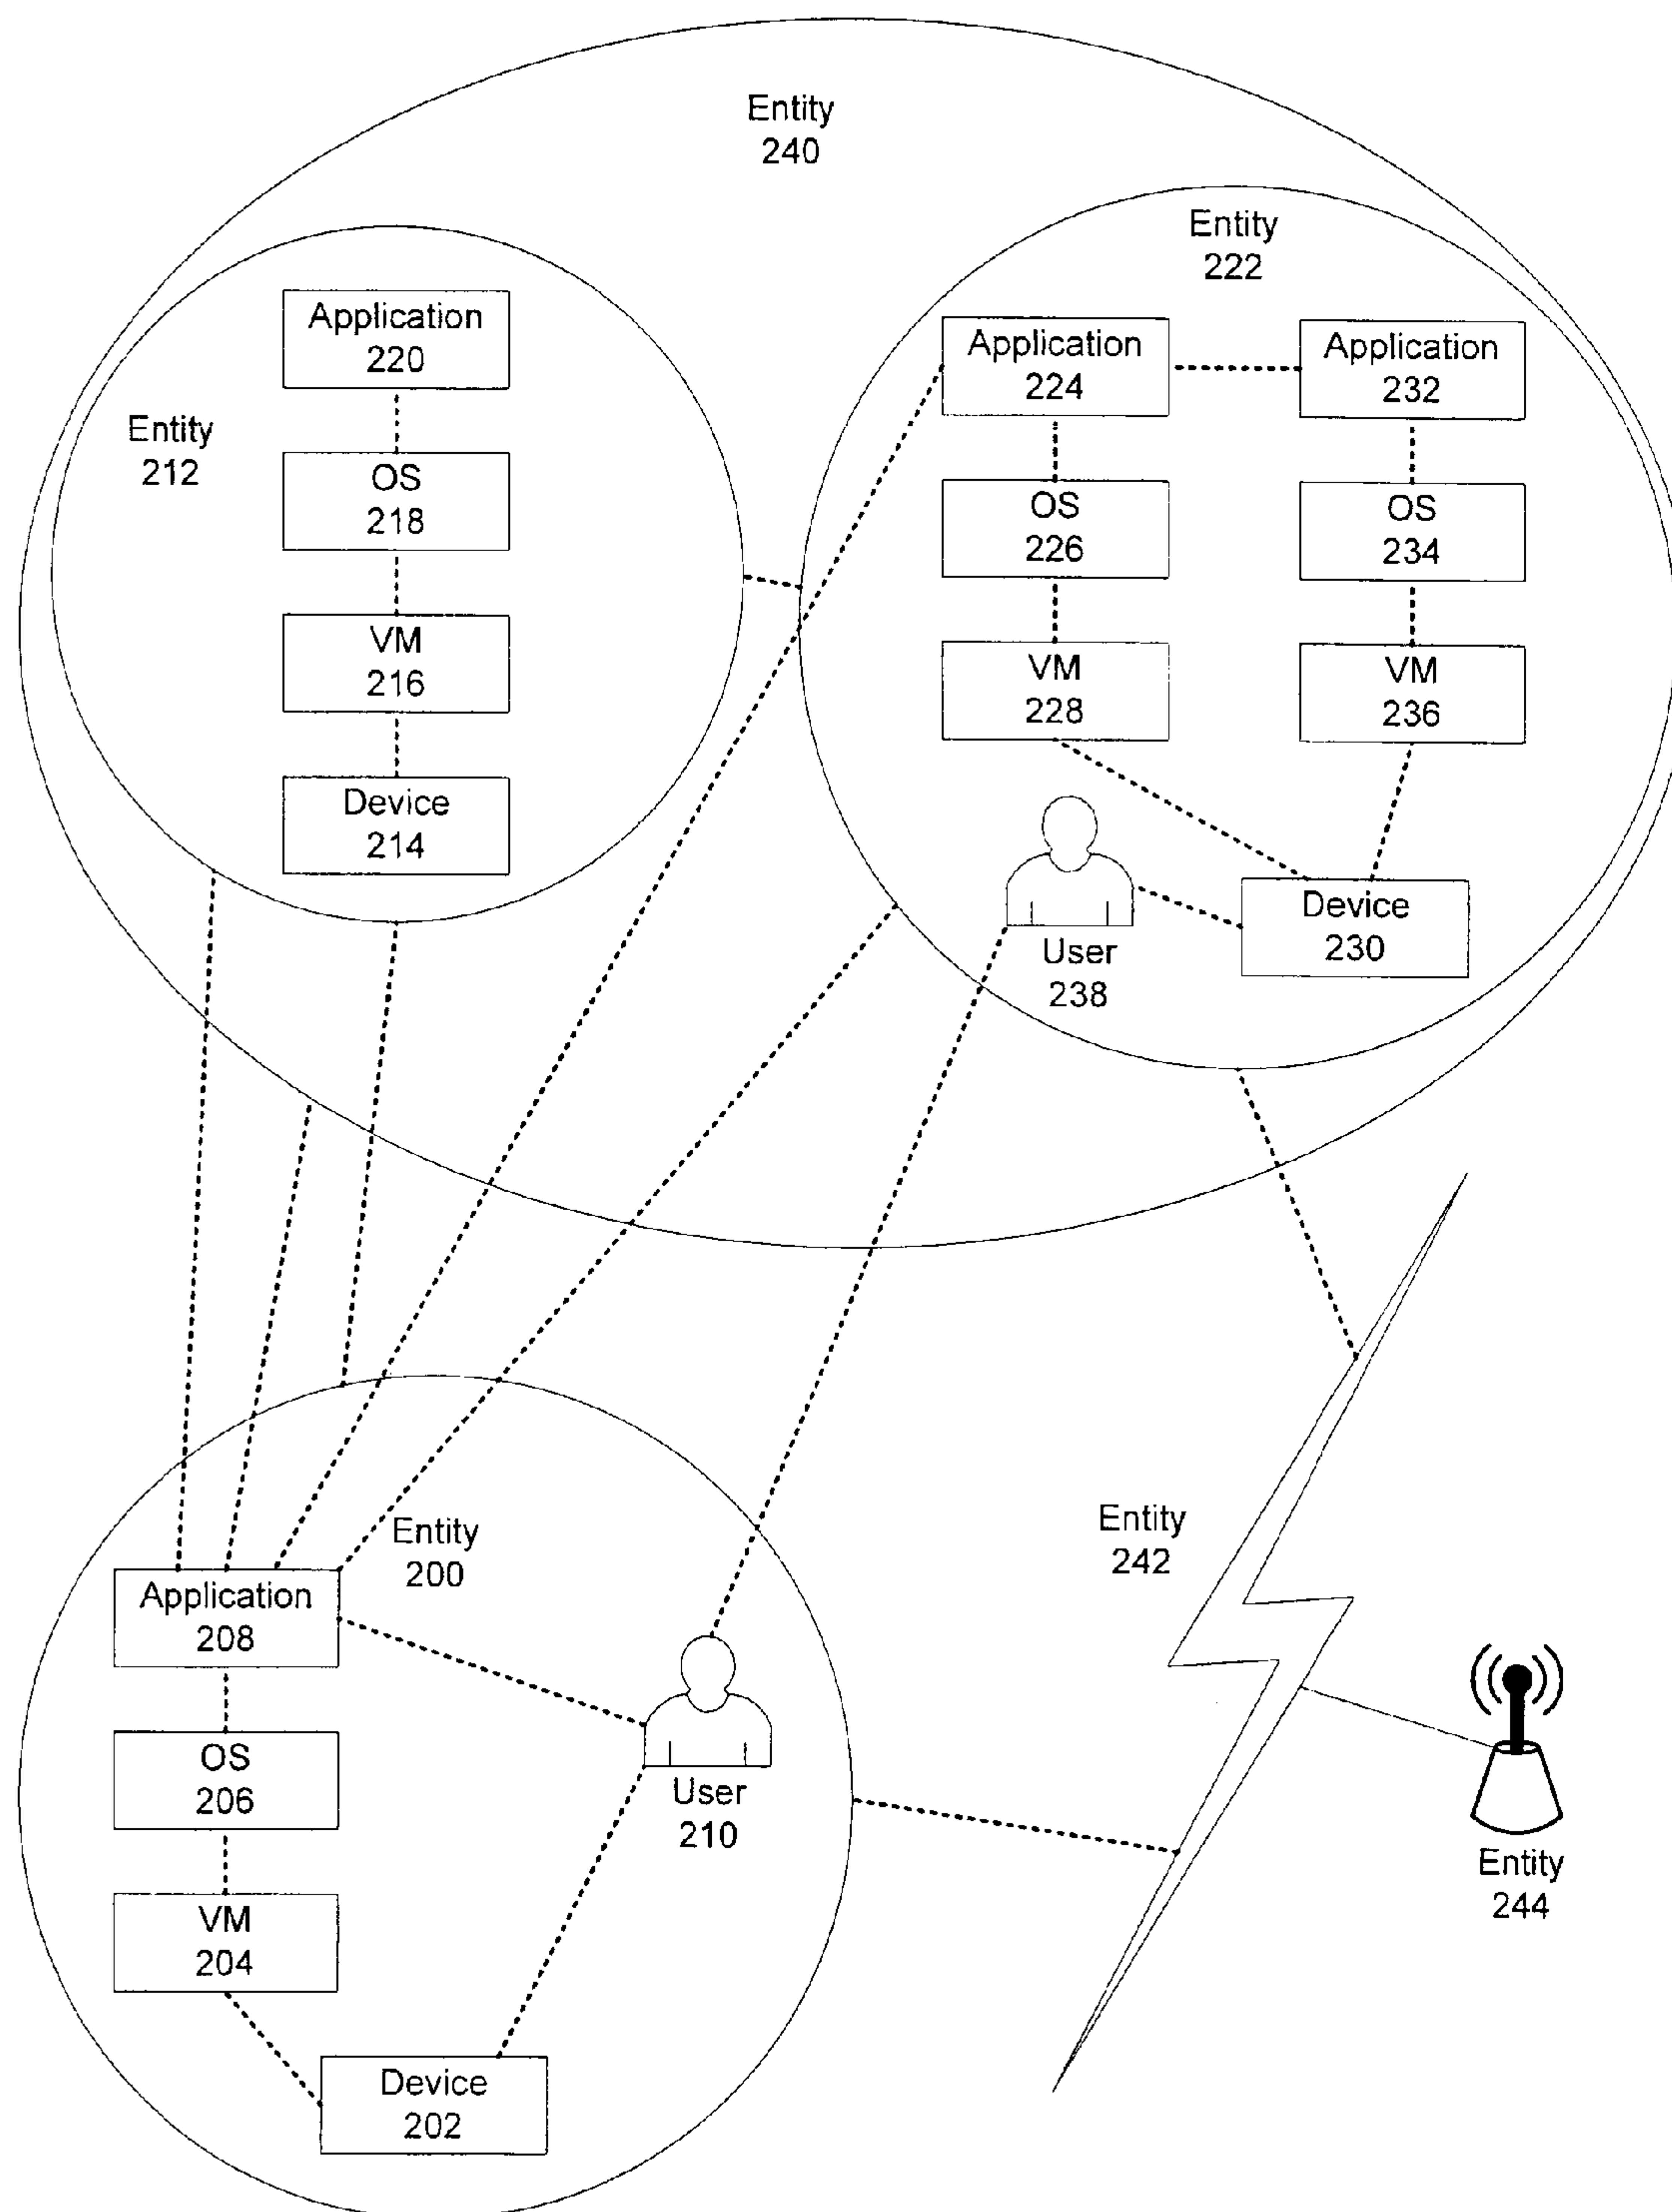 Entity
240
Entity
212
Application
220
OS
218
VM
216
Device
214
Entity
222
Application
224
Application
232
OS
226
OS
234
VM
228
VM
236
User
238
Device
230
Entity
200
Application
208
OS
206
VM
204
Device
202
User
210
Entity
242
Entity
244